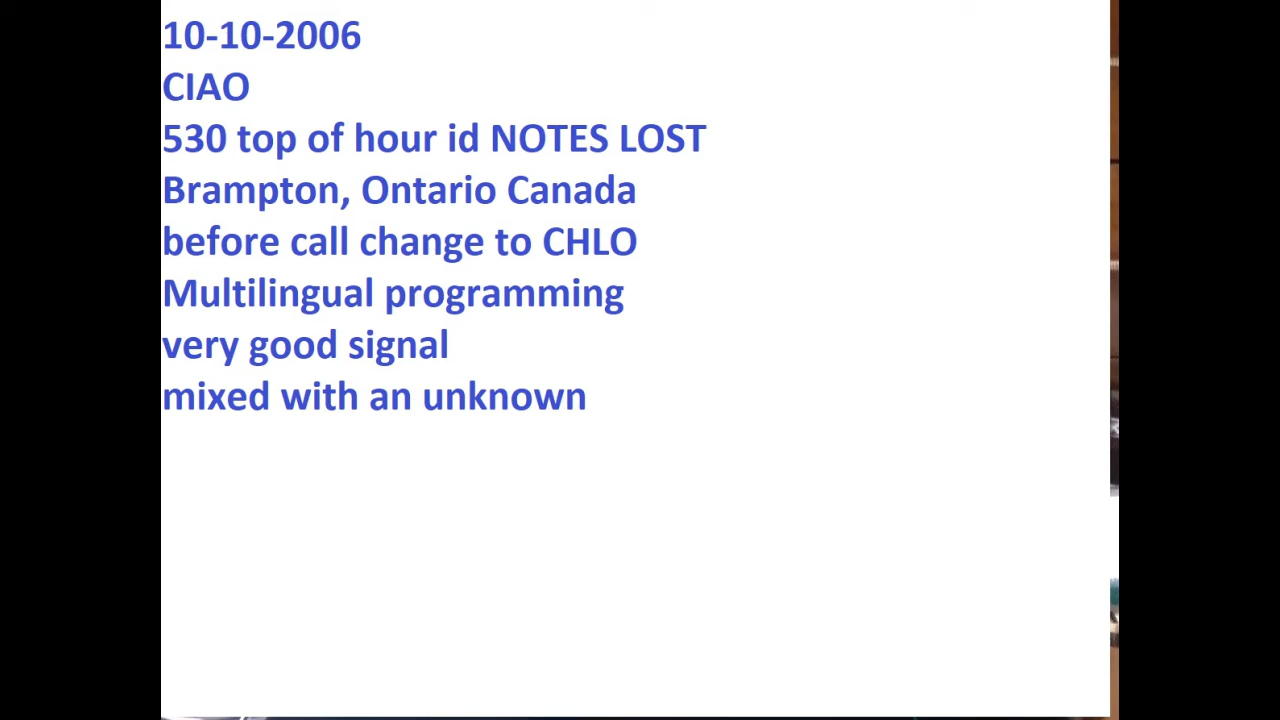 10-10-2006
CIAO
530 top of hour id NOTES LOST
Brampton, Ontario Canada
before call change to CHLO
Multilingual programming
very good signal
mixed with an unknown